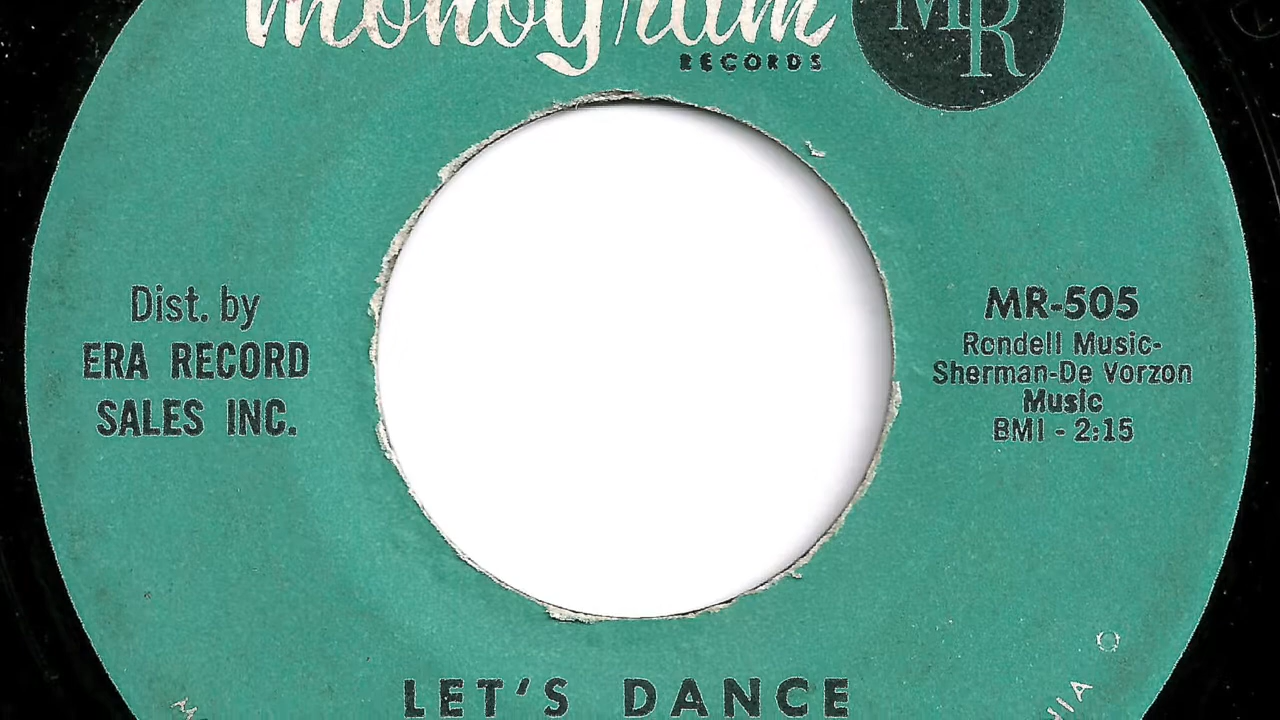 monogram
RECORDS
MR
Dist. by
ERA RECORD
SALES INC.
MR-505
Rondell Music-
Sherman-De Vorzon
Music
BMI - 2:15
LET'S DANCE